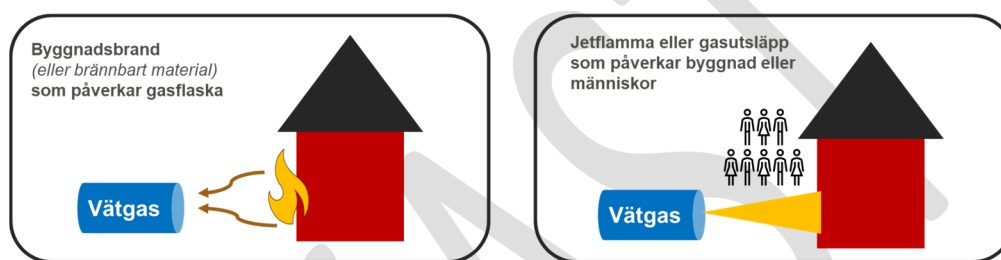 Byggnadsbrand
(eller brännbart material)
som påverkar gasflaska
Vätgas
Jetflamma eller gasutsläpp
som påverkar byggnad eller
människor
Vätgas